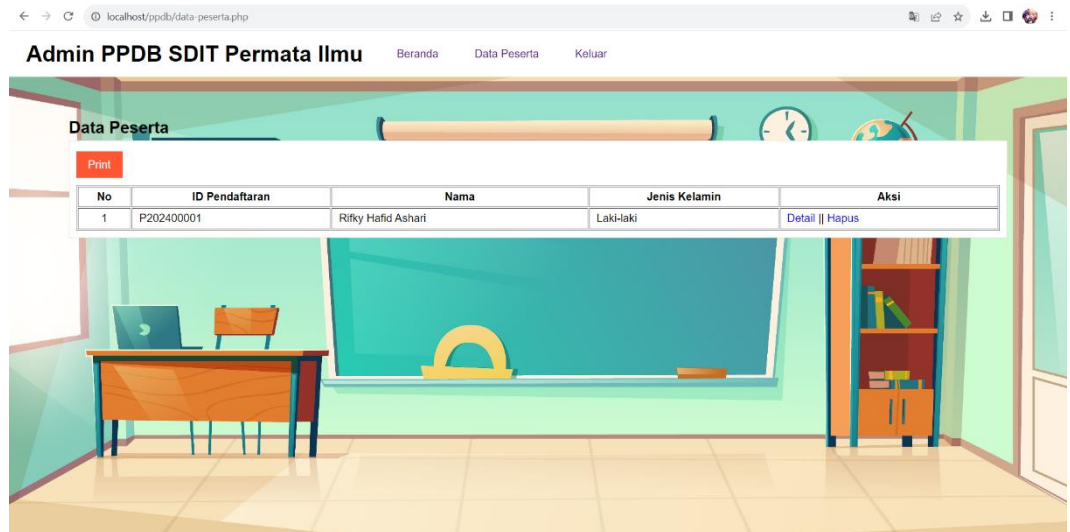 localhost/ppdb/data-peserta.php
Admin PPDB SDIT Permata Ilmu Beranda Data Peserta Keluar
Data Peserta
Print
No ID Pendaftaran Nama Jenis Kelamin Aksi
1 P202400001 Rifky Hafid Ashari Laki-laki Detail || Hapus